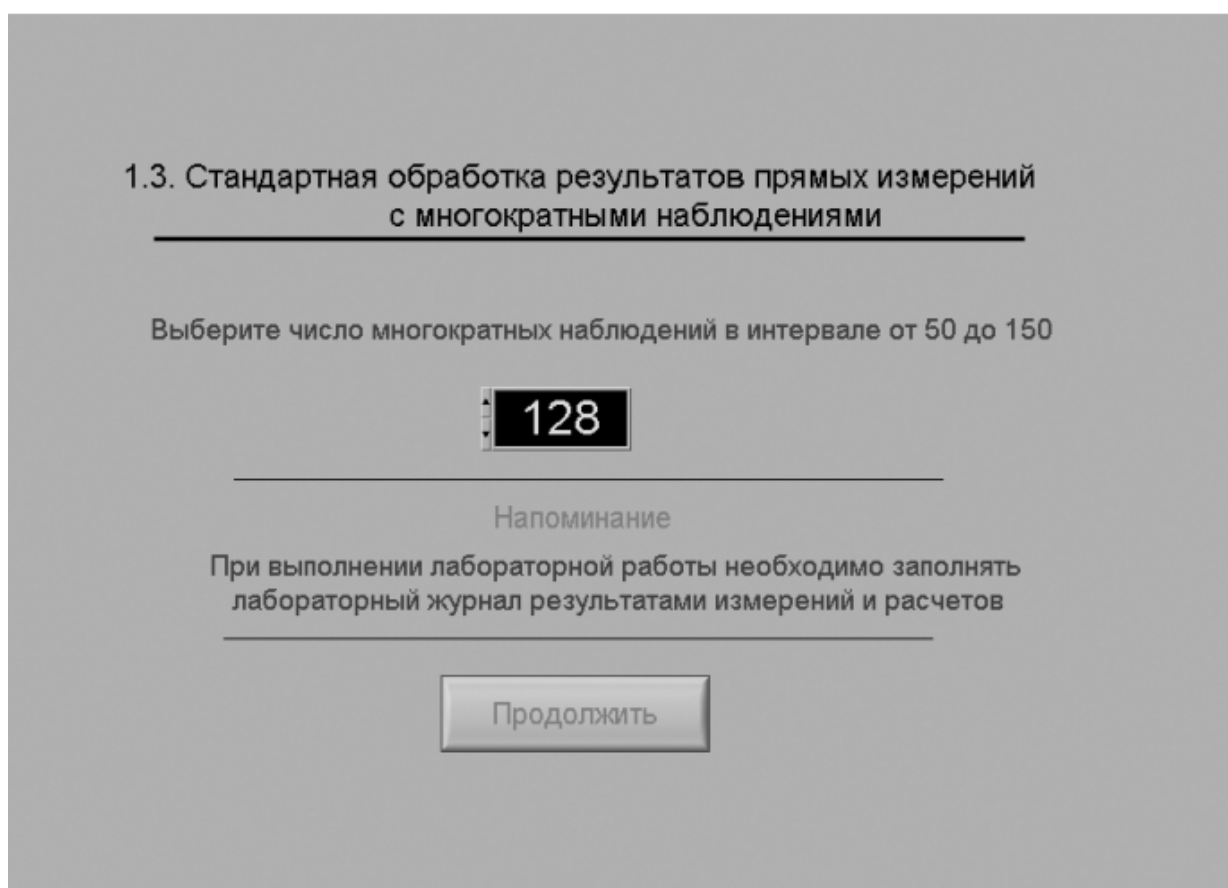 1.3. Стандартная обработка результатов прямых измерений
с многократными наблюдениями
Выберите число многократных наблюдений в интервале от 50 до 150
128
Напоминание
При выполнении лабораторной работы необходимо заполнять
лабораторный журнал результатами измерений и расчетов
Продолжить